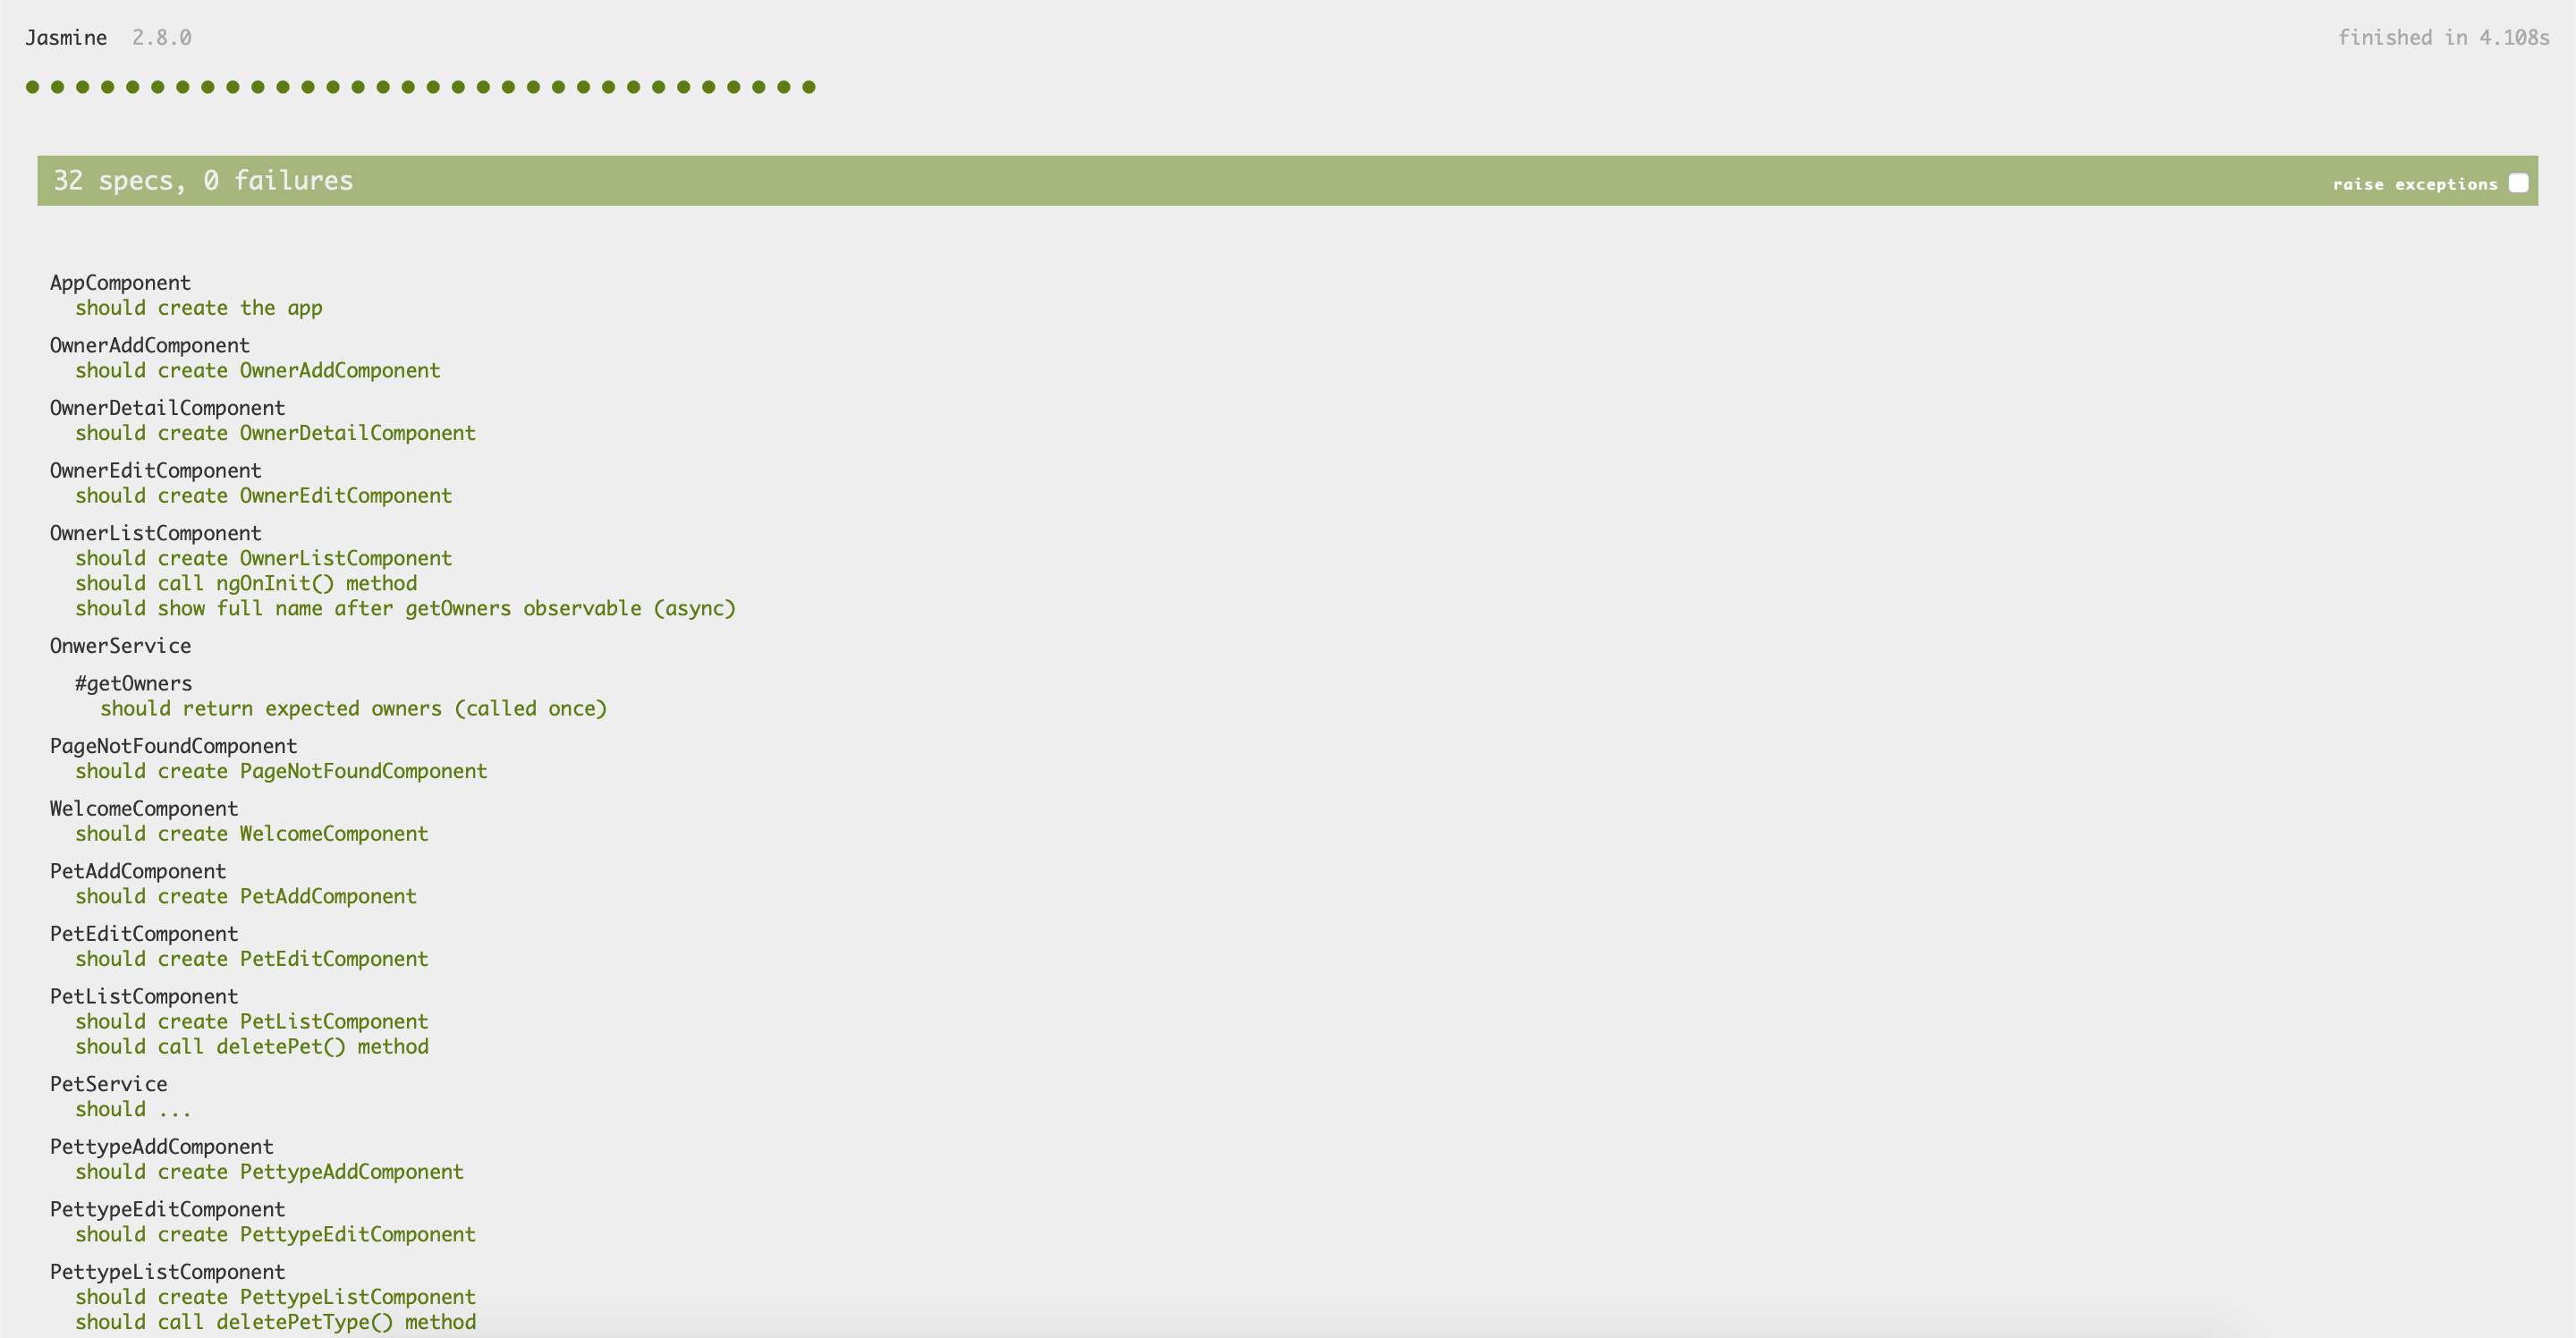 Jasmine 2.8.0 finished in 4.108s
32 specs, 0 failures raise exceptions
AppComponent
should create the app
OwnerAddComponent
should create OwnerAddComponent
OwnerDetailComponent
should create OwnerDetailComponent
OwnerEditComponent
should create OwnerEditComponent
OwnerListComponent
should create OwnerListComponent
should call ngOnInit() method
should show full name after getOwners observable (async)
OnwerService
#getOwners
should return expected owners (called once)
PageNotFoundComponent
should create PageNotFoundComponent
WelcomeComponent
should create WelcomeComponent
PetAddComponent
should create PetAddComponent
PetEditComponent
should create PetEditComponent
PetListComponent
should create PetListComponent
should call deletePet() method
PetService
should ...
PettypeAddComponent
should create PettypeAddComponent
PettypeEditComponent
should create PettypeEditComponent
PettypeListComponent
should create PettypeListComponent
should call deletePetType() method